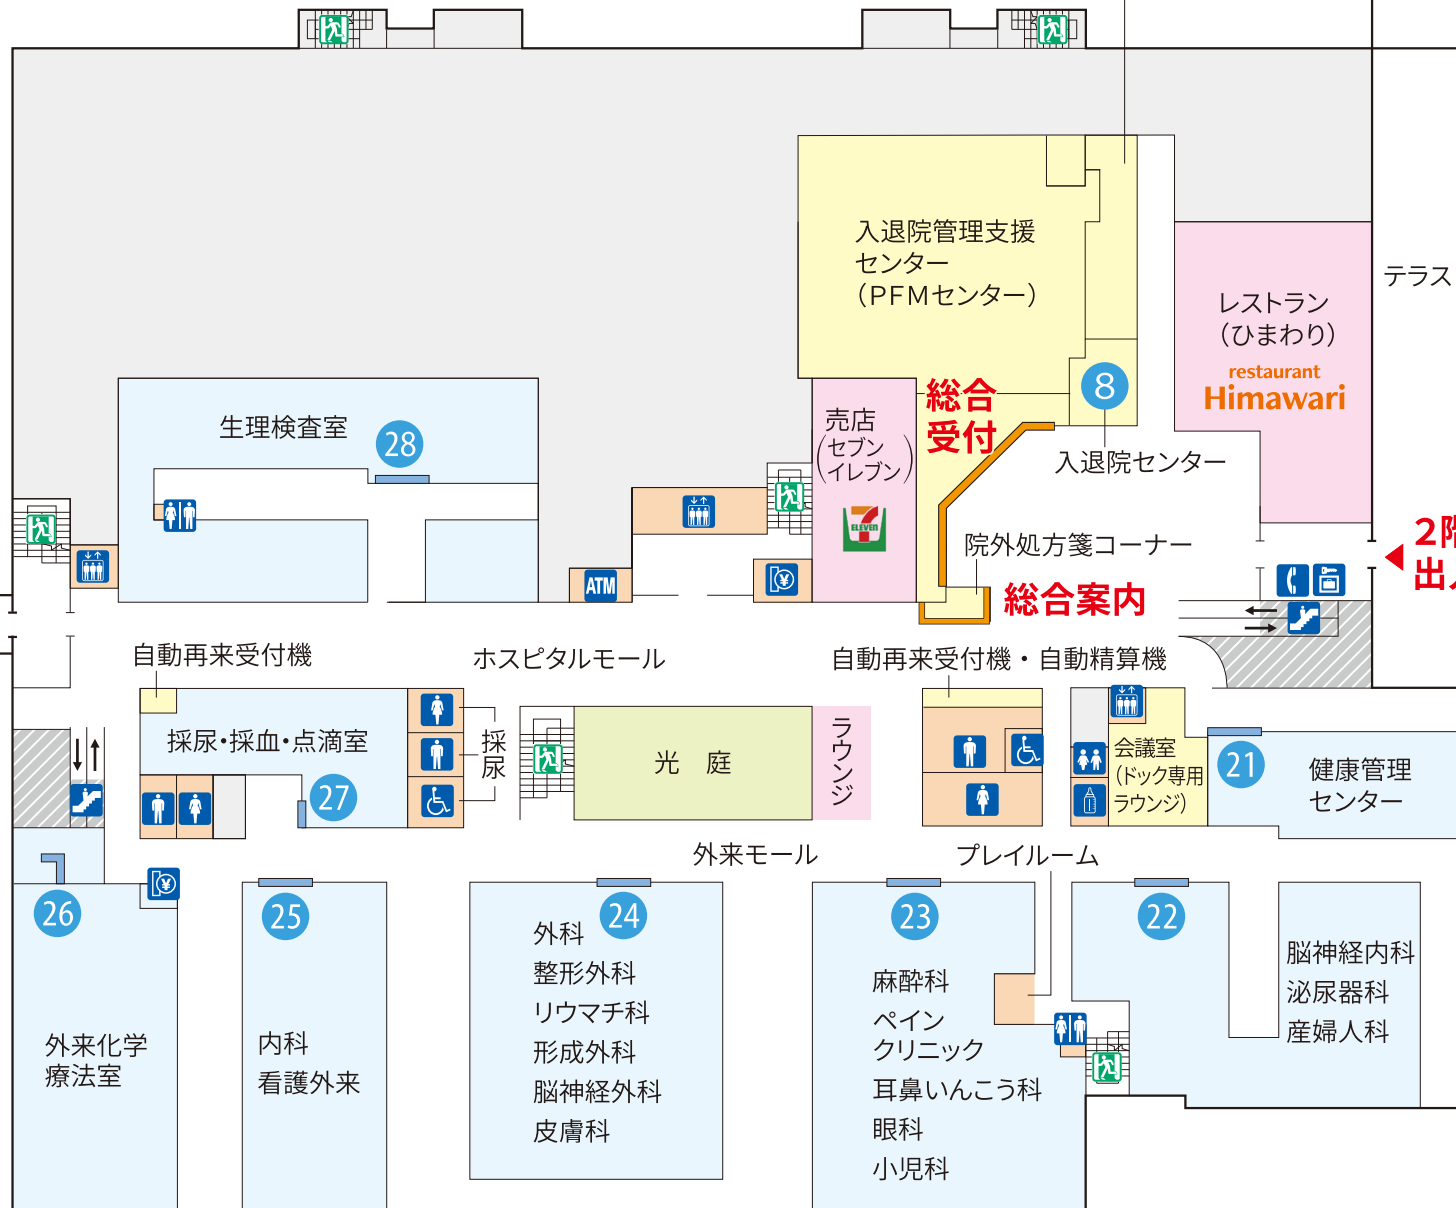 入退院管理支援
センター
（PFMセンター）
テラス
レストラン
（ひまわり）
restaurant
Himawari
総合
受付
8
売店
（セブン
イレブン）
7
ELEVEN
入退院センター
生理検査室
28
院外処方箋コーナー
総合案内
2階
ATM
¥
自動再来受付機
ホスピタルモール
自動再来受付機・自動精算機
採尿・採血・点滴室
採尿
27
光 庭
ラウンジ
会議室
（ドック専用
ラウンジ）
21
健康管理
センター
外来モール
プレイルーム
¥
26
25
24
23
22
外来化学
療法室
内科
看護外来
外科
整形外科
リウマチ科
形成外科
脳神経外科
皮膚科
麻酔科
ペイン
クリニック
耳鼻いんこう科
眼科
小児科
脳神経内科
泌尿器科
産婦人科